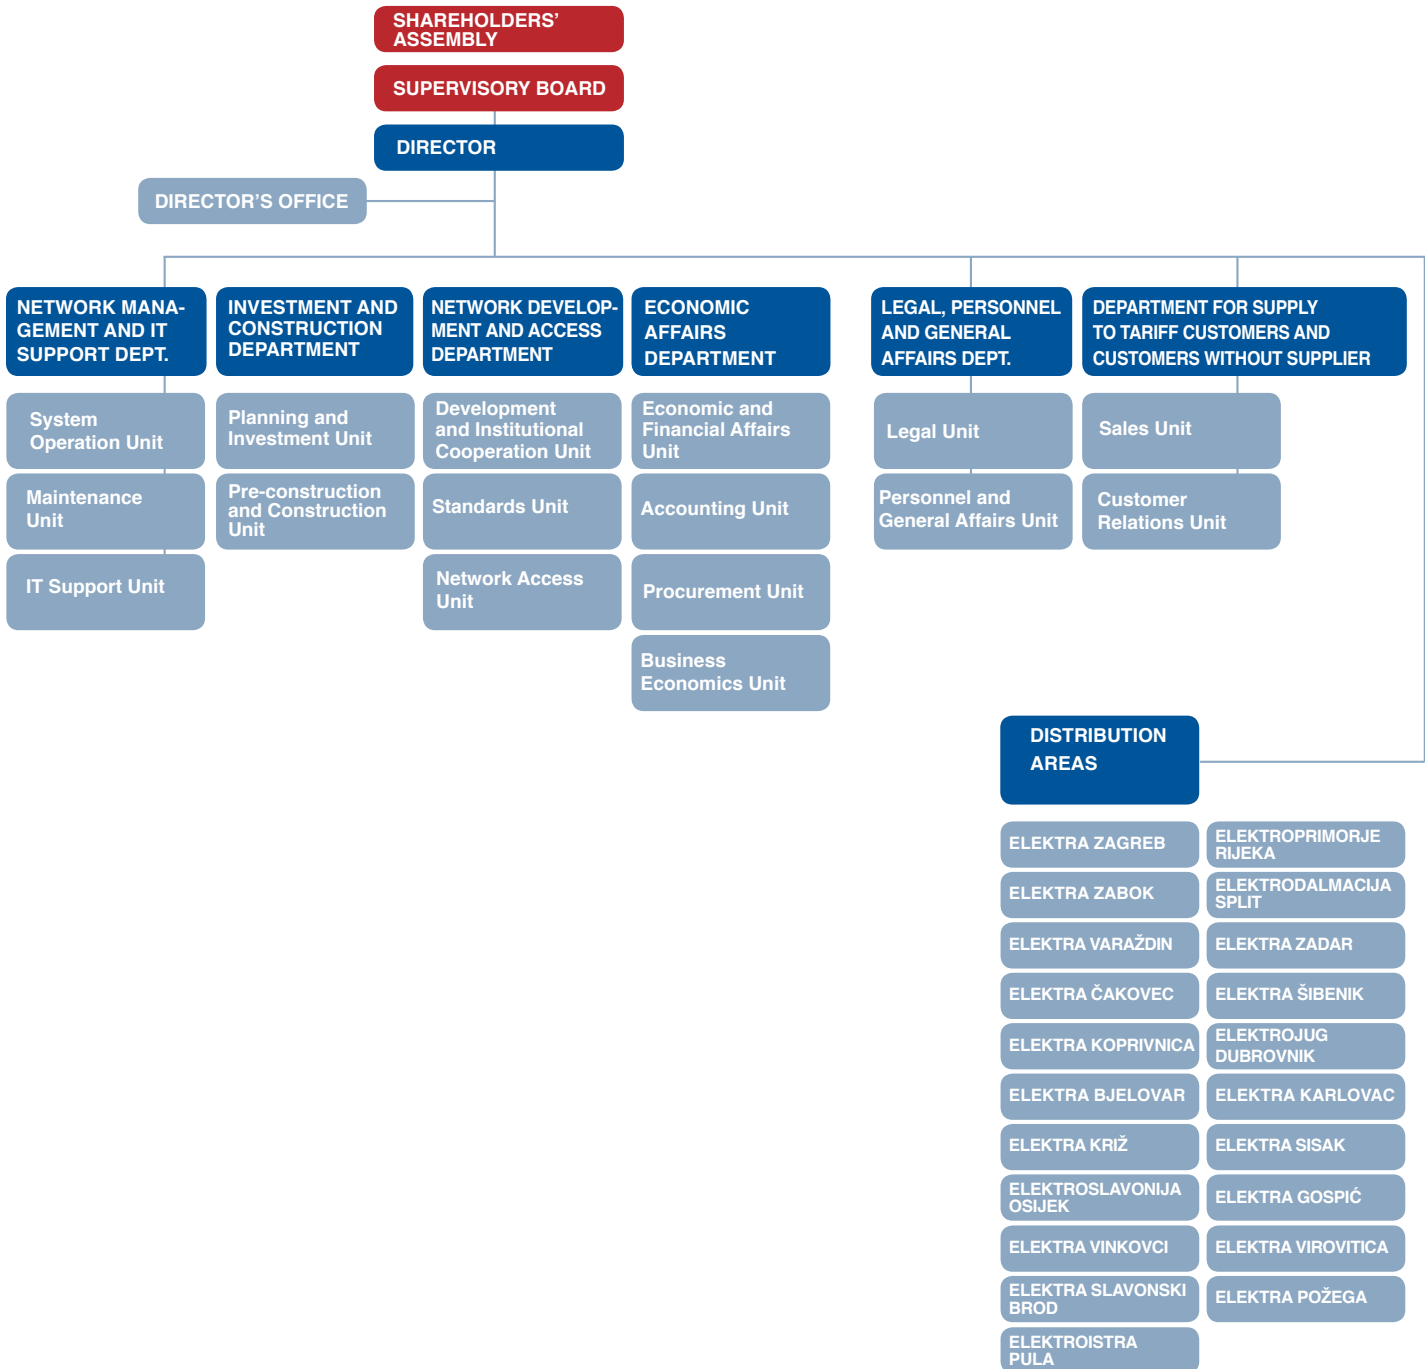 SHAREHOLDERS’
ASSEMBLY
SUPERVISORY BOARD
DIRECTOR
DIRECTOR’S OFFICE
NETWORK MANA-
GEMENT AND IT
SUPPORT DEPT.
System
Operation Unit
Maintenance
Unit
IT Support Unit
INVESTMENT AND
CONSTRUCTION
DEPARTMENT
Planning and
Investment Unit
Pre-construction
and Construction
Unit
NETWORK DEVELOP-
MENT AND ACCESS
DEPARTMENT
Development
and Institutional
Cooperation Unit
Standards Unit
Network Access
Unit
ECONOMIC
AFFAIRS
DEPARTMENT
Economic and
Financial Affairs
Unit
Accounting Unit
Procurement Unit
Business
Economics Unit
LEGAL, PERSONNEL
AND GENERAL
AFFAIRS DEPT.
Legal Unit
Personnel and
General Affairs Unit
DEPARTMENT FOR SUPPLY
TO TARIFF CUSTOMERS AND
CUSTOMERS WITHOUT SUPPLIER
Sales Unit
Customer
Relations Unit
DISTRIBUTION
AREAS
ELEKTRA ZAGREB
ELEKTRA ZABOK
ELEKTRA VARAŽDIN
ELEKTRA ČAKOVEC
ELEKTRA KOPRIVNICA
ELEKTRA BJELOVAR
ELEKTRA KRIŽ
ELEKTROSLAVONIJA
OSIJEK
ELEKTRA VINKOVCI
ELEKTRA SLAVONSKI
BROD
ELEKTROISTRA
PULA
ELEKTROPRIMORJE
RIJEKA
ELEKTRODALMACIJA
SPLIT
ELEKTRA ZADAR
ELEKTRA ŠIBENIK
ELEKTROJUG
DUBROVNIK
ELEKTRA KARLOVAC
ELEKTRA SISAK
ELEKTRA GOSPIĆ
ELEKTRA VIROVITICA
ELEKTRA POŽEGA